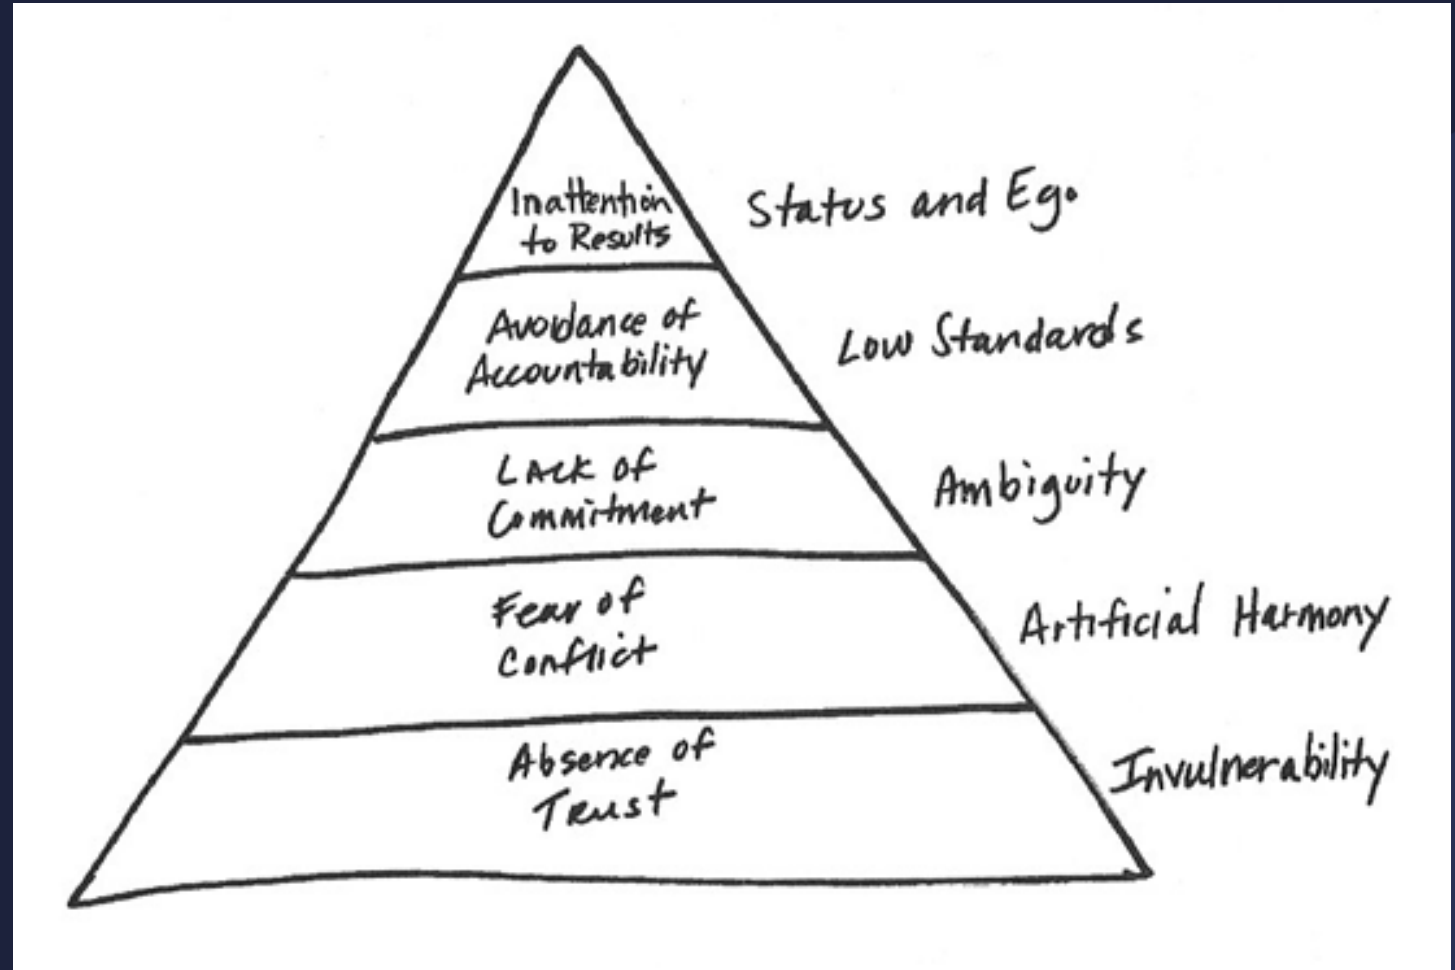 Inattention
to Results
Status and Ego
Avoidance of
Accountability
Low Standards
Lack of
Commitment
Ambiguity
Fear of
Conflict
Artificial Harmony
Absence of
Trust
Invulnerability